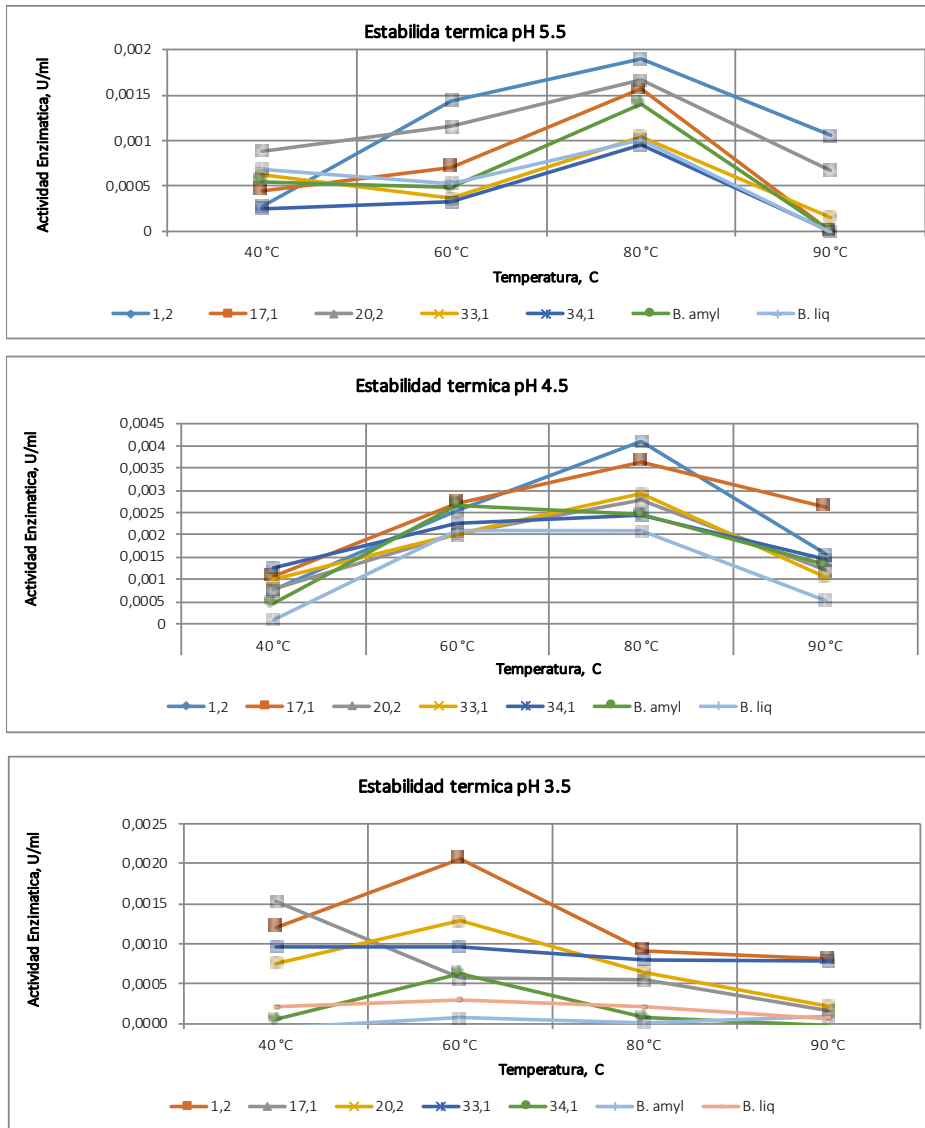 Estabilida termica pH 5.5
0,002
0,0015
0,001
0,0005
0
Actividad Enzimatica, U/ml
40 °C 60 °C 80 °C 90 °C
Temperatura, C
1,2 17,1 20,2 33,1 34,1 B. amyl B. liq
Estabilidad termica pH 4.5
0,0045
0,004
0,0035
0,003
0,0025
0,002
0,0015
0,001
0,0005
0
Actividad Enzimatica, U/ml
40 °C 60 °C 80 °C 90 °C
Temperatura, C
1,2 17,1 20,2 33,1 34,1 B. amyl B. liq
Estabilidad termica pH 3.5
0,0025
0,0020
0,0015
0,0010
0,0005
0,0000
Actividad Enzimatica, U/ml
40 °C 60 °C 80 °C 90 °C
Temperatura, C
1,2 17,1 20,2 33,1 34,1 B. amyl B. liq